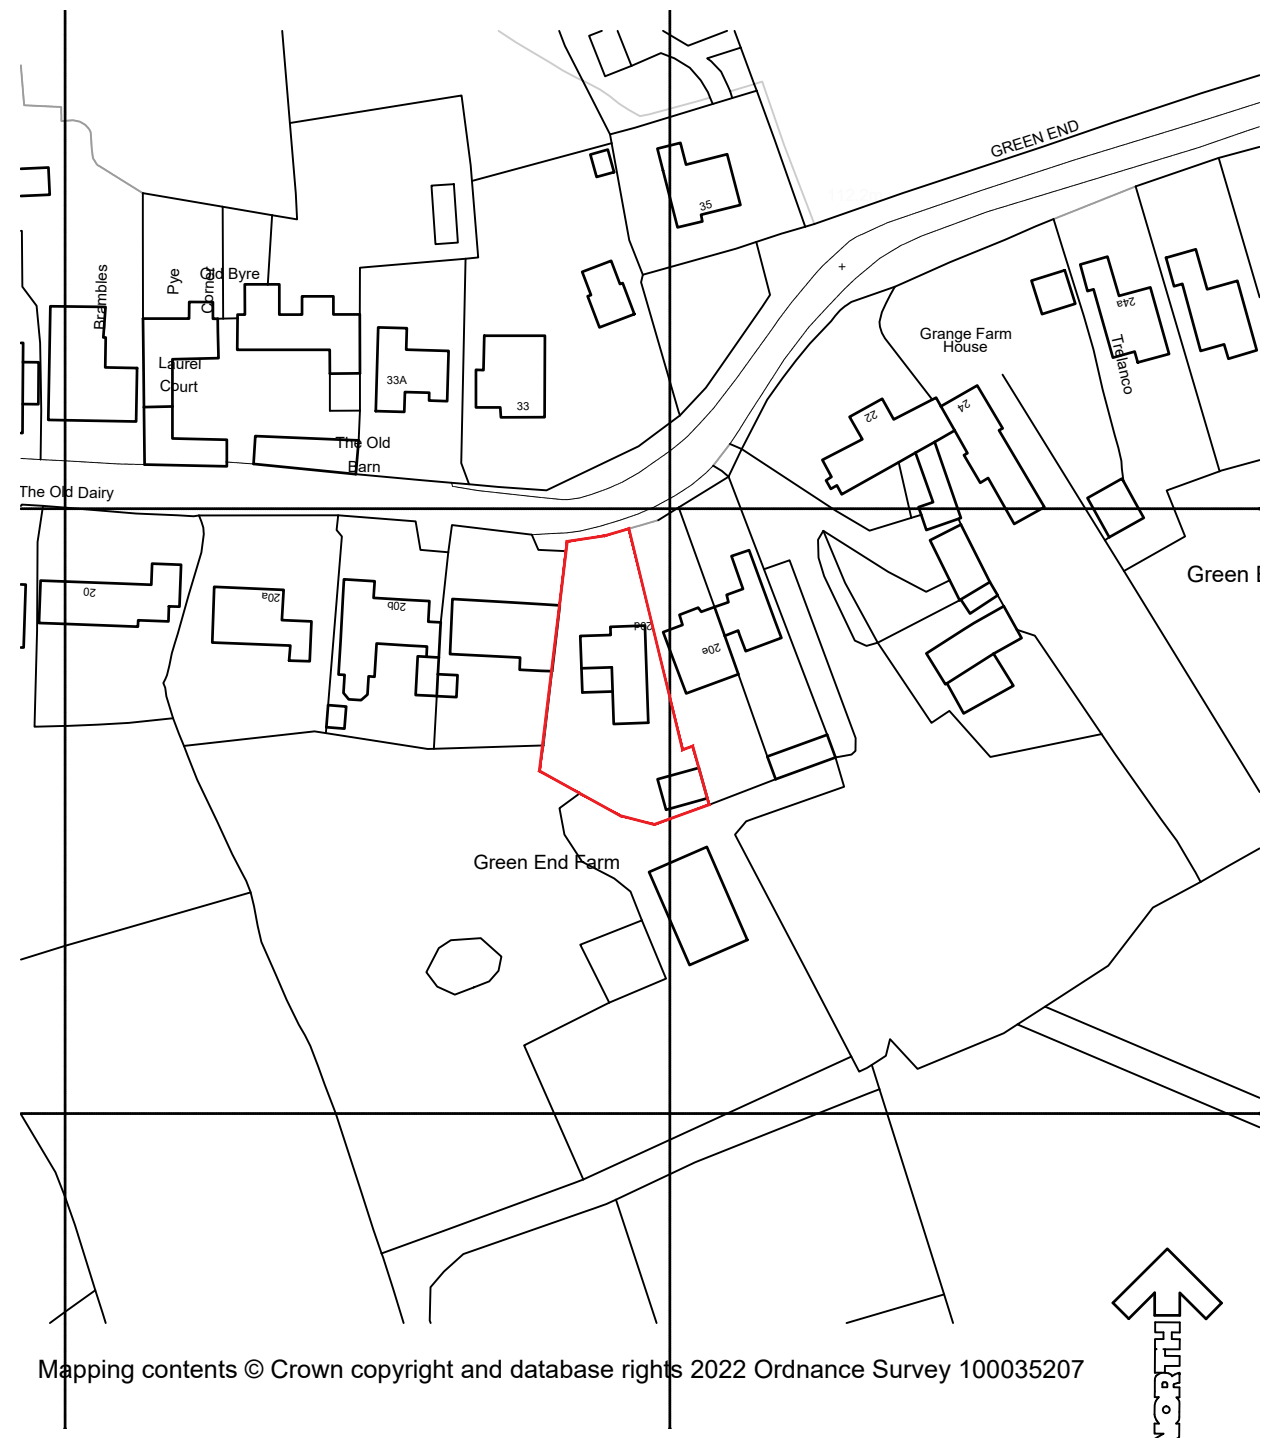 GREEN END
35
Brambles
Pye
Corner
Old Byre
Laurel
Court
33A
33
The Old
Barn
The Old Dairy
Grange Farm
House
24a
Trelanco
22
24
20
20a
20b
20d
20e
Green E
Green End Farm
Mapping contents © Crown copyright and database rights 2022 Ordnance Survey 100035207
NORTH